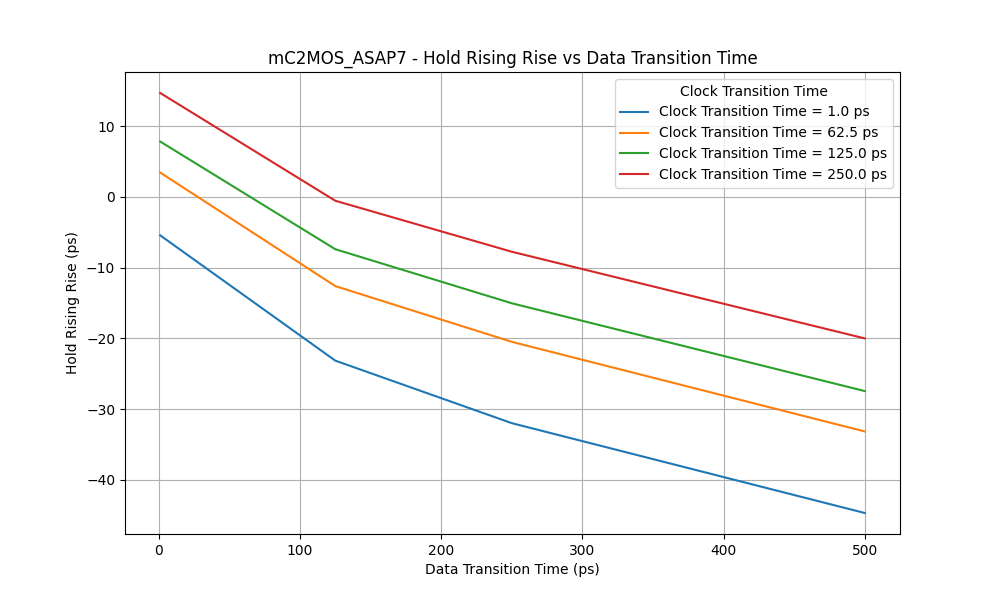 mC2MOS_ASAP7 - Hold Rising Rise vs Data Transition Time
Clock Transition Time
Clock Transition Time = 1.0 ps
Clock Transition Time = 62.5 ps
Clock Transition Time = 125.0 ps
Clock Transition Time = 250.0 ps
Hold Rising Rise (ps)
10
0
−10
−20
−30
−40
0 100 200 300 400 500
Data Transition Time (ps)